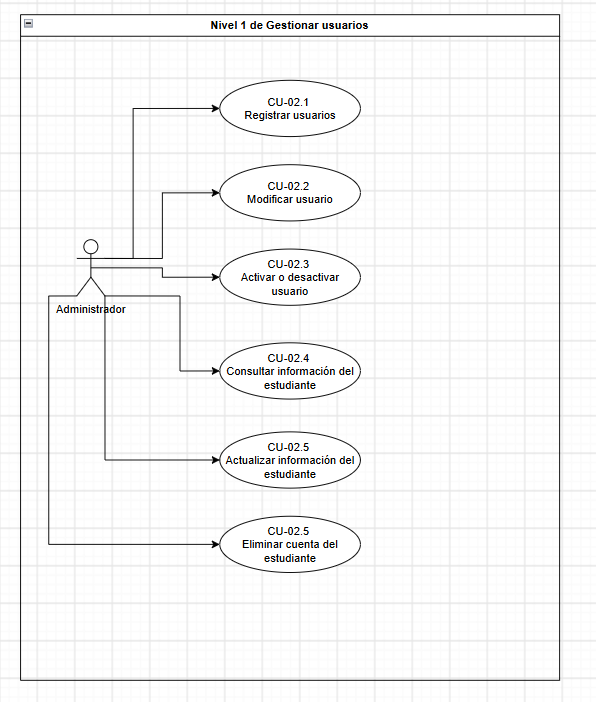 Nivel 1 de Gestionar usuarios
CU-02.1
Registrar usuarios
CU-02.2
Modificar usuario
CU-02.3
Activar o desactivar
usuario
Administrador
CU-02.4
Consultar información del
estudiante
CU-02.5
Actualizar información del
estudiante
CU-02.5
Eliminar cuenta del
estudiante